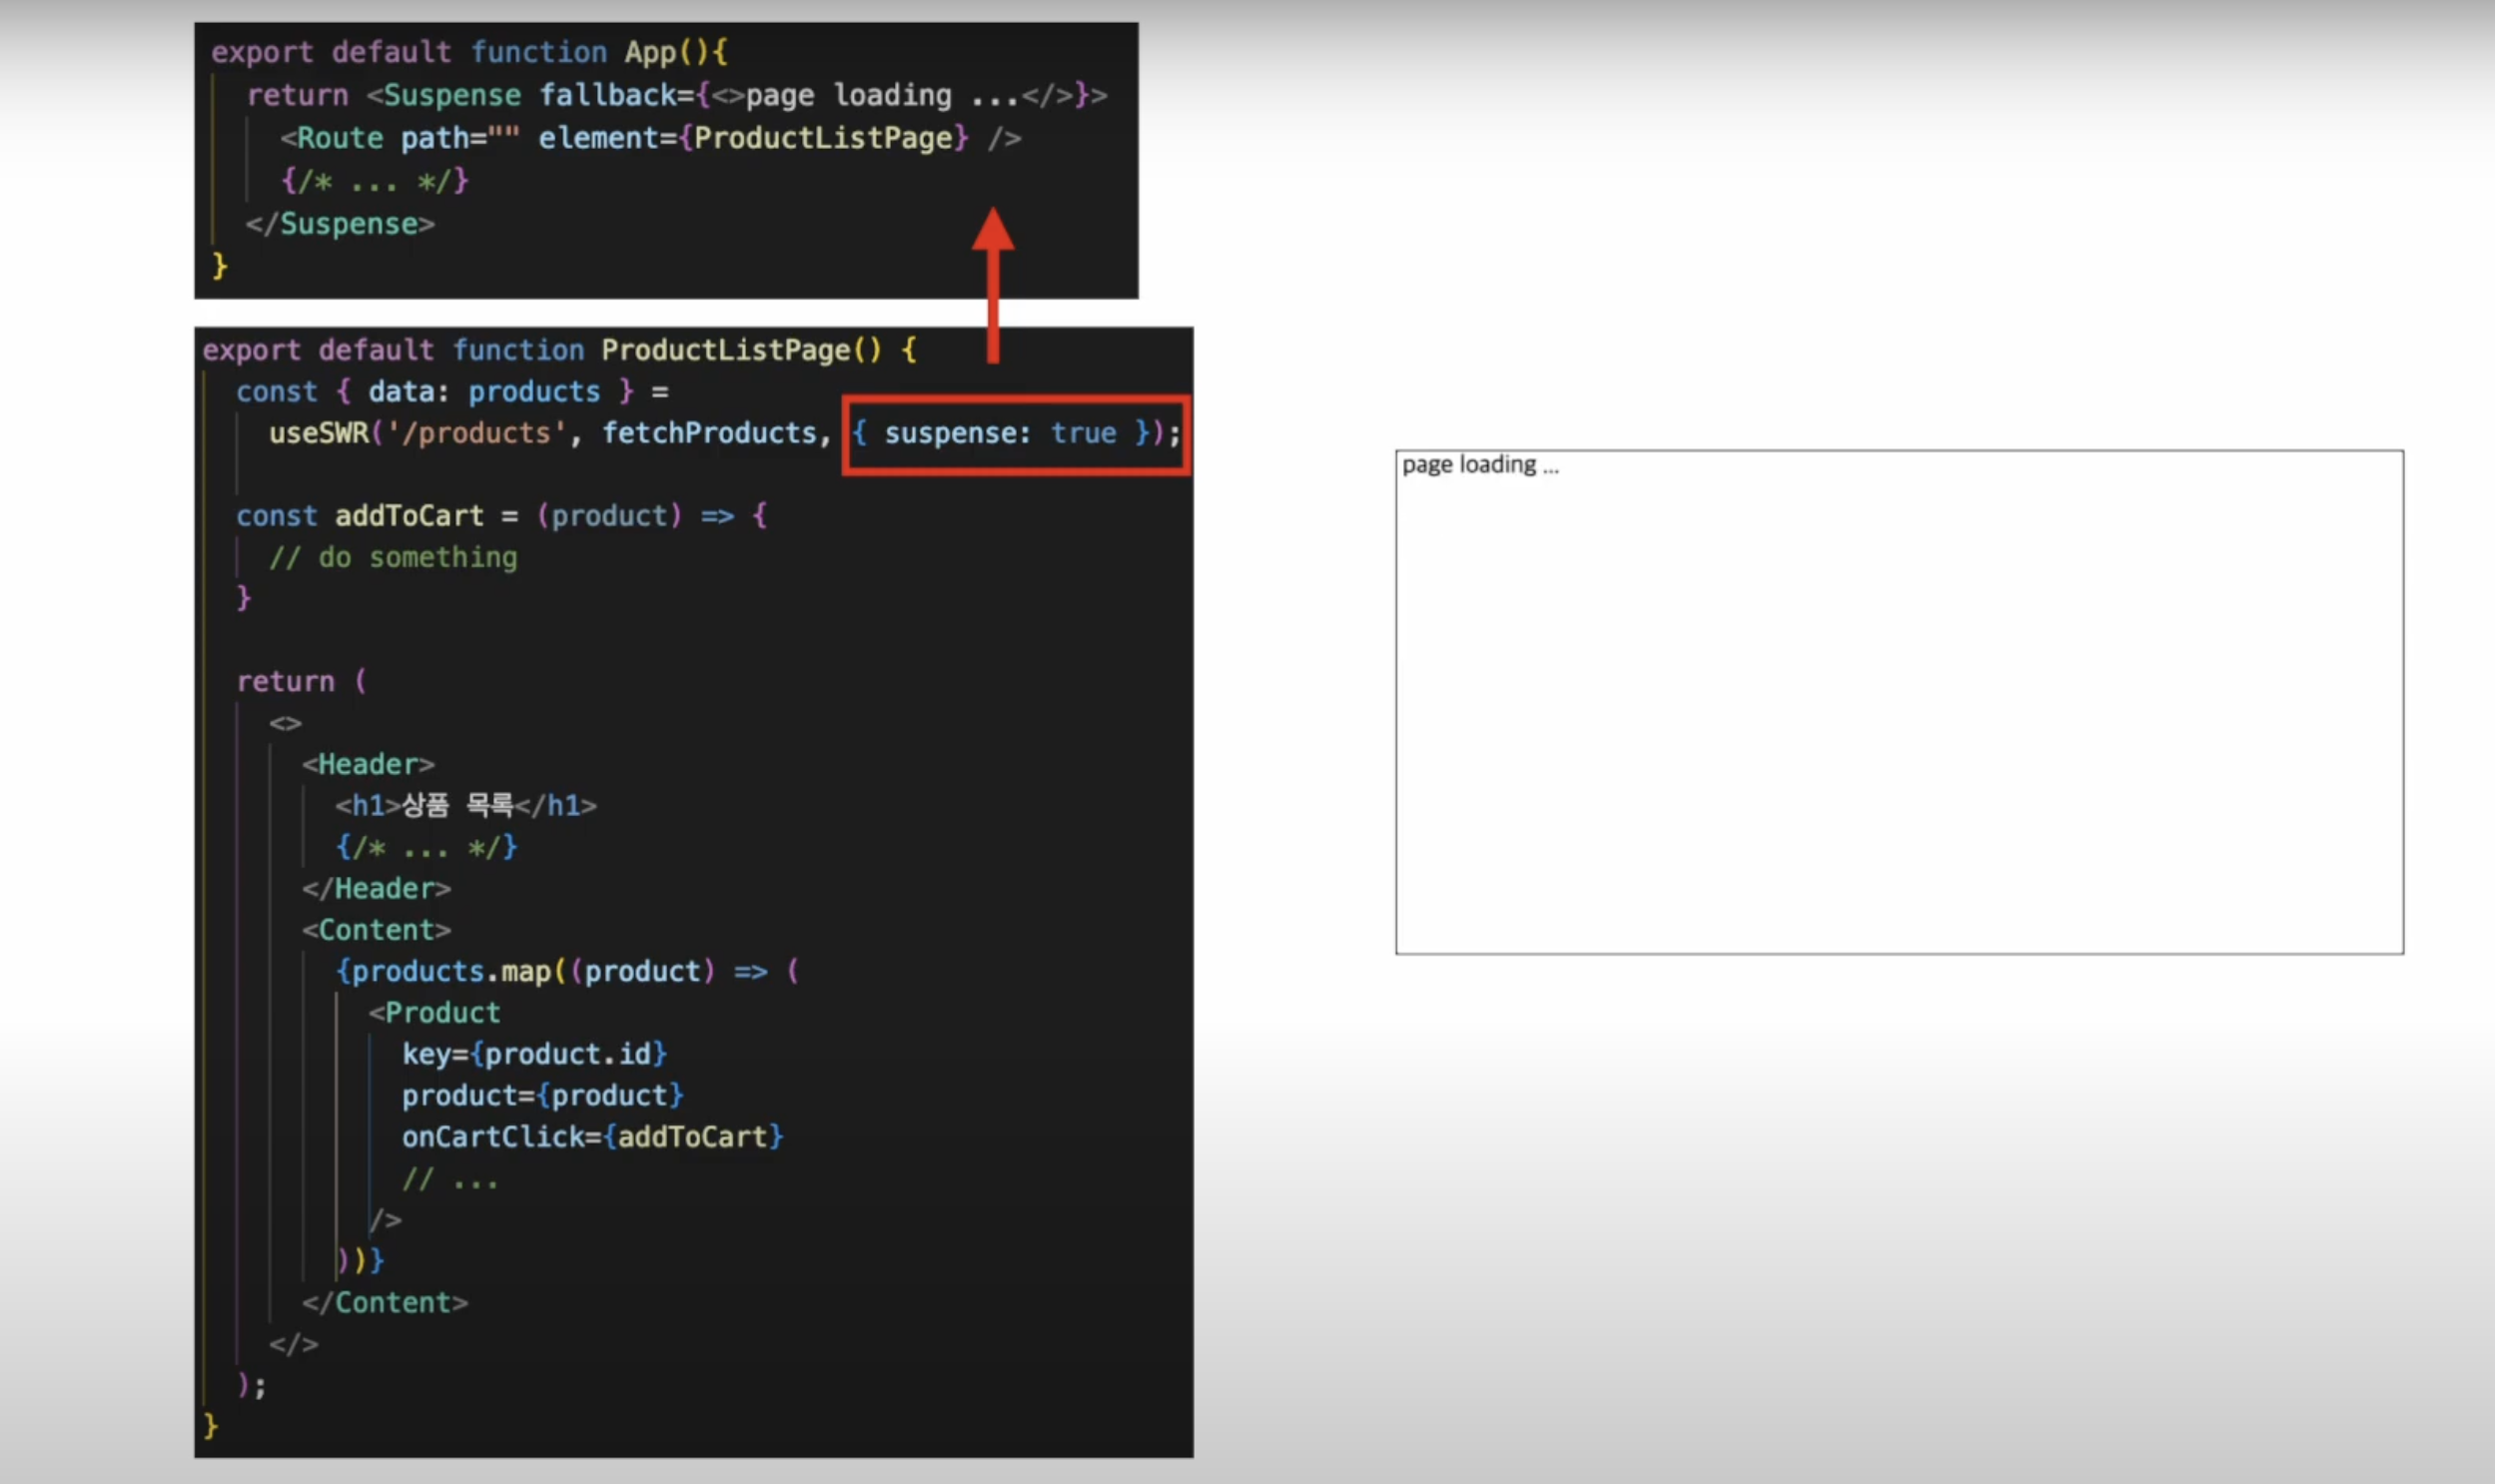 export default function App(){
return <Suspense fallback={<>page loading ...</>}>
<Route path="" element={ProductListPage} />
{/* ... */}
</Suspense>
}
export default function ProductListPage() {
const { data: products } =
useSWR('/products', fetchProducts, { suspense: true });
const addToCart = (product) => {
// do something
}
return (
<>
<Header>
<h1>상품 목록</h1>
{/* ... */}
</Header>
<Content>
{products.map((product) => (
<Product
key={product.id}
product={product}
onCartClick={addToCart}
// ...
/>
))}
</Content>
</>
);
}
page loading ...